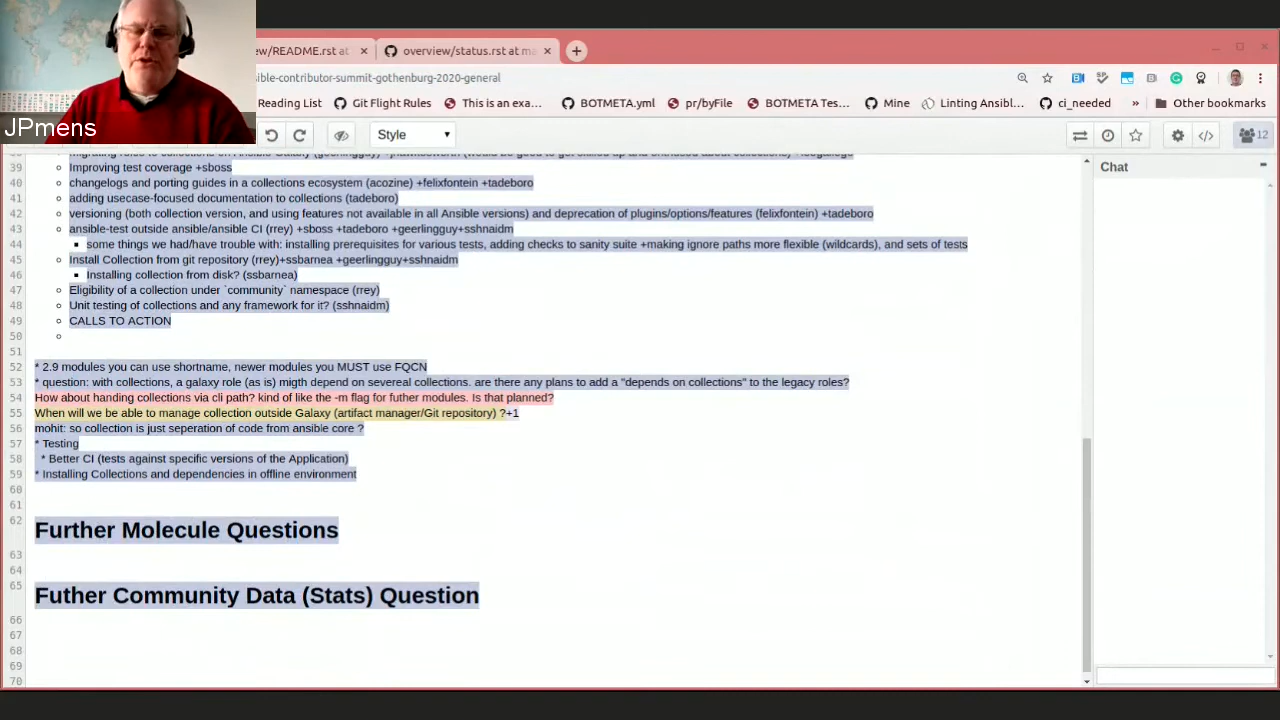 JPmens
ew/README.rst at
overview/status.rst at ma
sible-contributor-summit-gothenburg-2020-general
Reading List
Git Flight Rules
This is an exa...
BOTMETA.yml
pr/byFile
BOTMETA Tes...
Mine
Linting Ansibl...
ci_needed
»
Other bookmarks
Style
12
Chat
39 Improving test coverage +sboss
40 changelogs and porting guides in a collections ecosystem (acozine) +felixfontein +tadeboro
41 adding usecase-focused documentation to collections (tadeboro)
42 versioning (both collection version, and using features not available in all Ansible versions) and deprecation of plugins/options/features (felixfontein) +tadeboro
43 ansible-test outside ansible/ansible CI (rrey) +sboss +tadeboro +geerlingguy+sshnaidm
44 some things we had/have trouble with: installing prerequisites for various tests, adding checks to sanity suite +making ignore paths more flexible (wildcards), and sets of tests
45 Install Collection from git repository (rrey)+ssbarnea +geerlingguy+sshnaidm
46 Installing collection from disk? (ssbarnea)
47 Eligibility of a collection under `community` namespace (rrey)
48 Unit testing of collections and any framework for it? (sshnaidm)
49 CALLS TO ACTION
50
51
52 * 2.9 modules you can use shortname, newer modules you MUST use FQCN
53 * question: with collections, a galaxy role (as is) migth depend on severeal collections. are there any plans to add a "depends on collections" to the legacy roles?
54 How about handing collections via cli path? kind of like the -m flag for futher modules. Is that planned?
55 When will we be able to manage collection outside Galaxy (artifact manager/Git repository) ?+1
56 mohit: so collection is just seperation of code from ansible core ?
57 * Testing
58 * Better CI (tests against specific versions of the Application)
59 * Installing Collections and dependencies in offline environment
60
61
62 Further Molecule Questions
63
64
65 Futher Community Data (Stats) Question
66
67
68
69
70